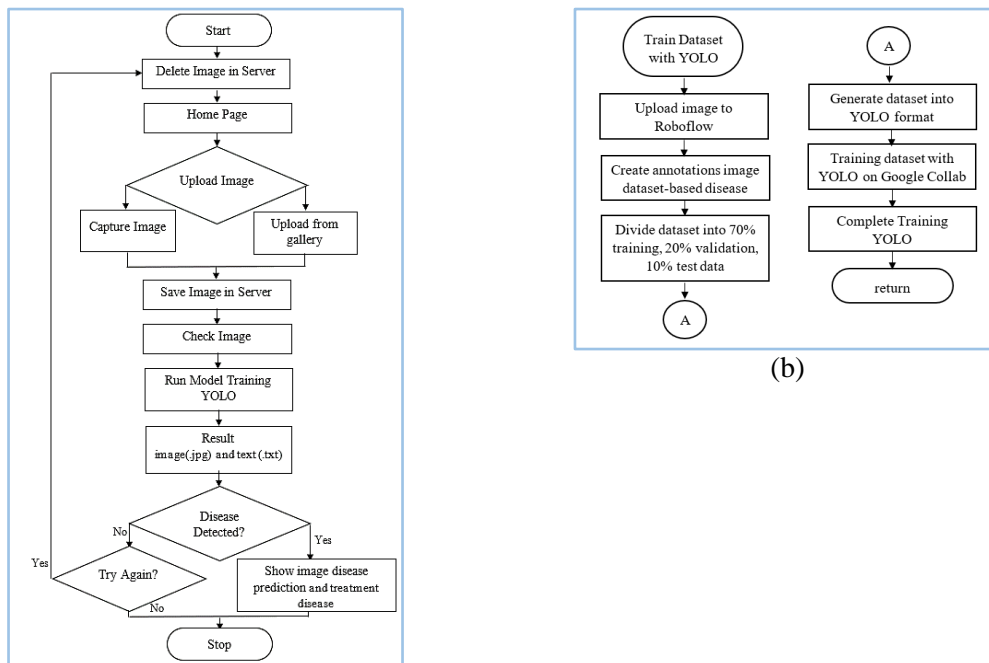 Start
Delete Image in Server
Home Page
Upload Image
Capture Image
Upload from
gallery
Save Image in Server
Check Image
Run Model Training
YOLO
Result
image(.jpg) and text (.txt)
Disease
Detected?
No
Yes
Yes
Try Again?
Show image disease
prediction and treatment
disease
No
Stop
Train Dataset
with YOLO
Upload image to
Roboflow
Create annotations image
dataset-based disease
Divide dataset into 70%
training, 20% validation,
10% test data
A
A
Generate dataset into
YOLO format
Training dataset with
YOLO on Google Collab
Complete Training
YOLO
return
(b)